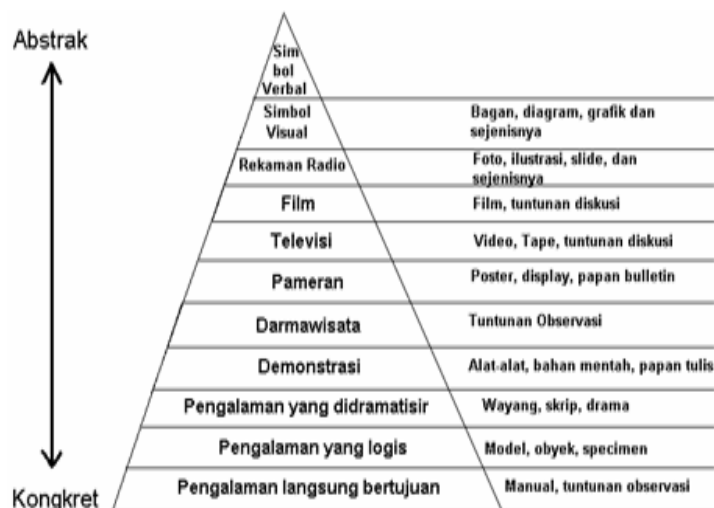 Abstrak
Sim
bol
Verbal
Simbol
Visual
Bagan, diagram, grafik dan
sejenisnya
Rekaman Radio
Foto, ilustrasi, slide, dan
sejenisnya
Film
Film, tuntunan diskusi
Televisi
Video, Tape, tuntunan diskusi
Pameran
Poster, display, papan bulletin
Darmawisata
Tuntunan Observasi
Demonstrasi
Alat-alat, bahan mentah, papan tulis
Pengalaman yang didramatisir
Wayang, skrip, drama
Pengalaman yang logis
Model, obyek, specimen
Pengalaman langsung bertujuan
Manual, tuntunan observasi
Kongkret